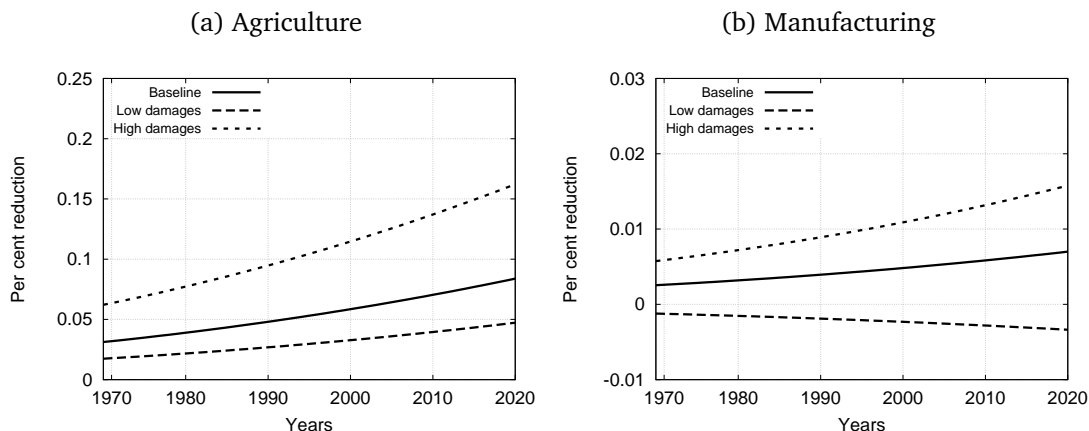 (a) Agriculture
0.25
0.2
0.15
0.1
0.05
0
Per cent reduction
Baseline
Low damages
High damages
1970 1980 1990 2000 2010 2020
Years
(b) Manufacturing
0.03
0.02
0.01
0
-0.01
Per cent reduction
Baseline
Low damages
High damages
1970 1980 1990 2000 2010 2020
Years